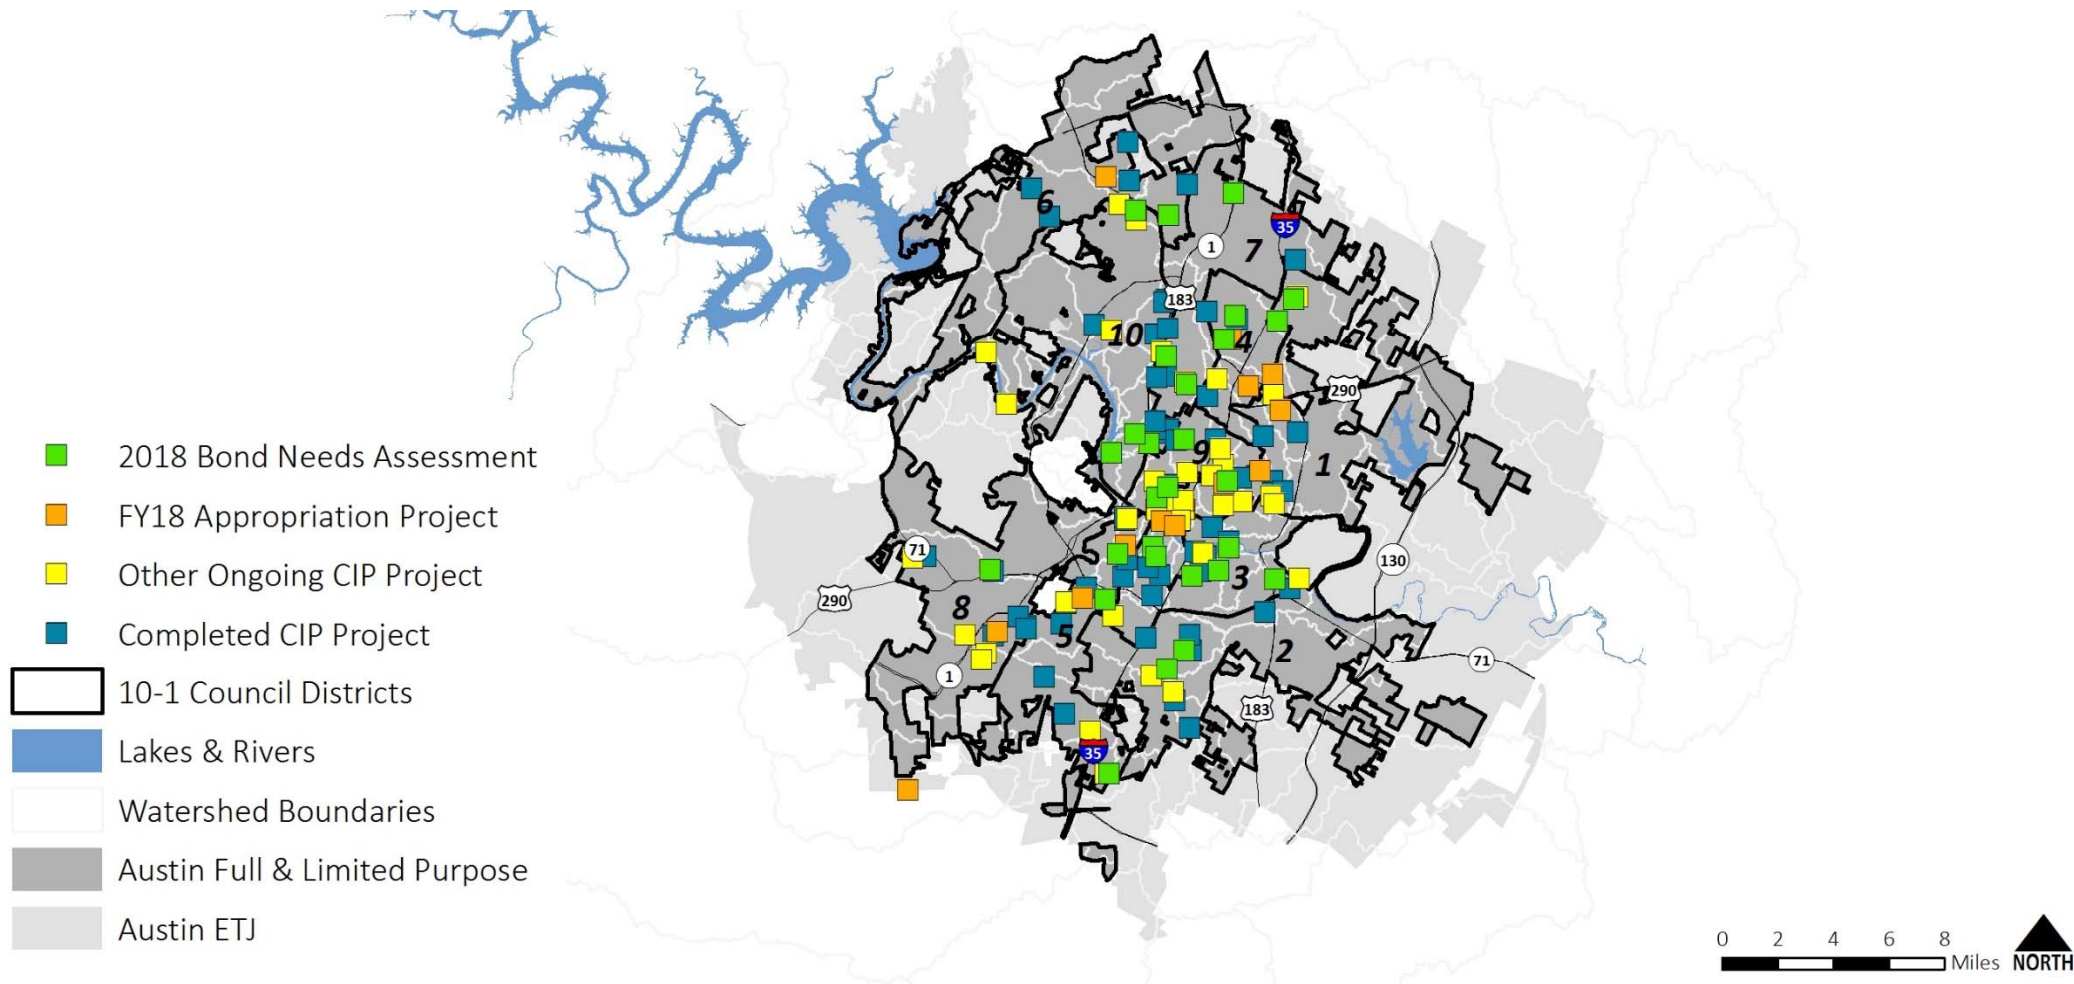 6
35
1
7
183
10
4
290
9
1
2018 Bond Needs Assessment
FY18 Appropriation Project
71
130
Other Ongoing CIP Project
3
290
8
Completed CIP Project
5
2
71
1
10-1 Council Districts
183
Lakes & Rivers
35
Watershed Boundaries
Austin Full & Limited Purpose
Austin ETJ
0 2 4 6 8
Miles
NORTH